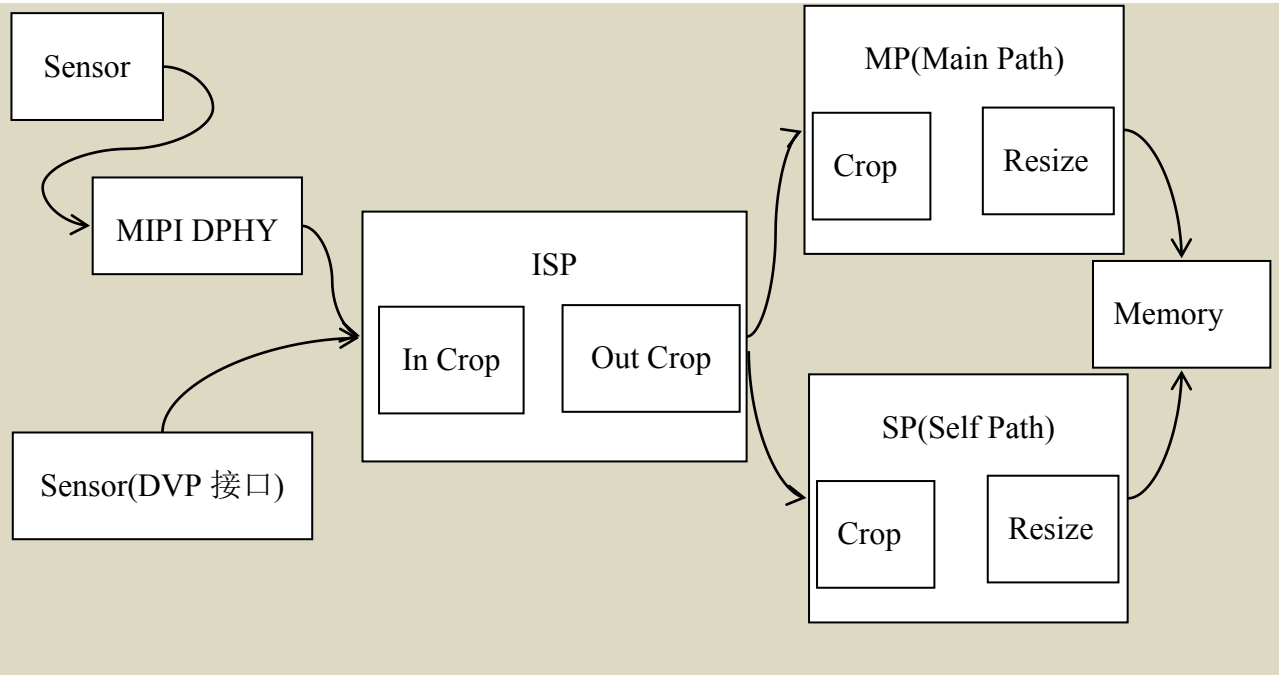 Sensor
MIPI DPHY
Sensor(DVP 接口)
ISP
In Crop
Out Crop
MP(Main Path)
Crop
Resize
Memory
SP(Self Path)
Crop
Resize